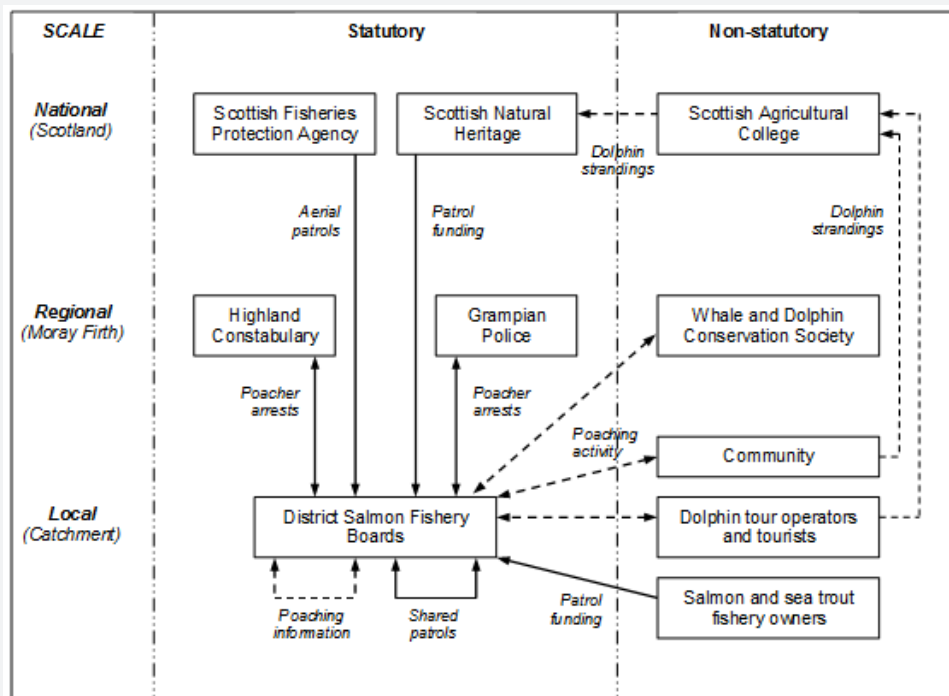 SCALE
Statutory
Non-statutory
National
(Scotland)
Scottish Fisheries
Protection Agency
Scottish Natural
Heritage
Scottish Agricultural
College
Dolphin
strandings
Aerial
patrols
Patrol
funding
Dolphin
strandings
Regional
(Moray Firth)
Highland
Constabulary
Grampian
Police
Whale and Dolphin
Conservation Society
Poacher
arrests
Poacher
arrests
Poaching
activity
Community
Local
(Catchment)
District Salmon Fishery
Boards
Dolphin tour operators
and tourists
Poaching
information
Shared
patrols
Patrol
funding
Salmon and sea trout
fishery owners